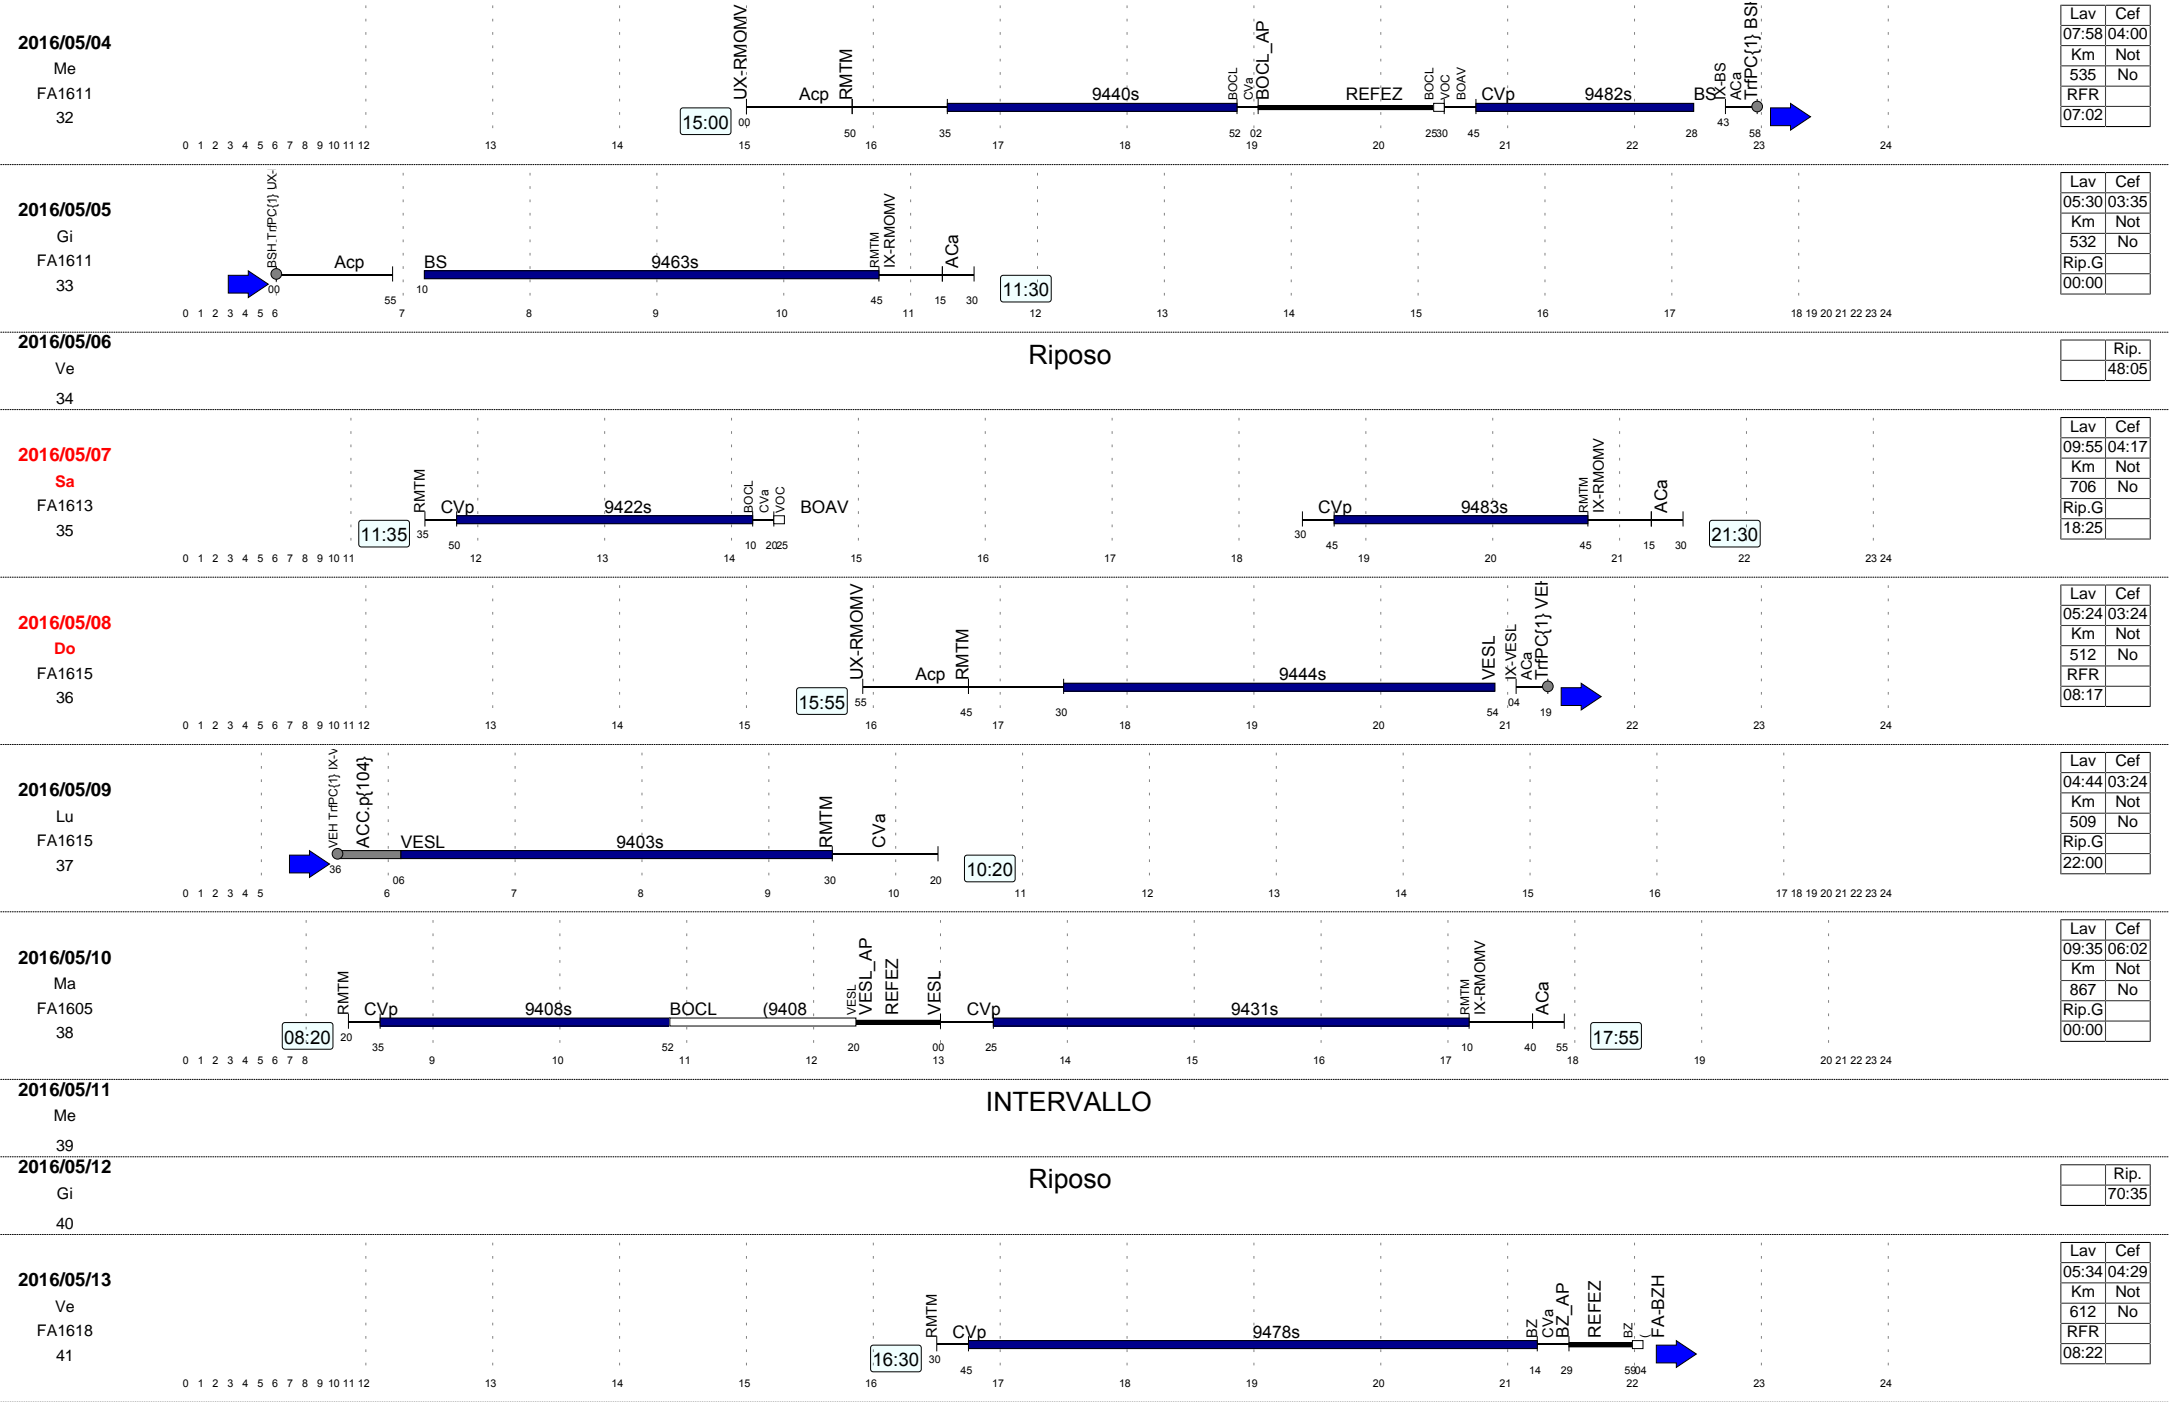 2016/05/04
Me
FA1611
32
15:00
UX-RMOMV Acp RMTM 9440s BOCL CVa BOCL_AP REFEZ BOCL VOC BOAV CVp 9482s BS IX-BS ACa TrfPC{1}
00 50 35 52 02 25 30 45 28 43 58
0 1 2 3 4 5 6 7 8 9 10 11 12 13 14 15 16 17 18 19 20 21 22 23 24
Lav Cef
07:58 04:00
Km Not
535 No
RFR
07:02
2016/05/05
Gi
FA1611
33
BSH TrfPC{1} UX- Acp BS 9463s RMTM IX-RMOMV ACa
11:30
00 55 10 45 15 30
0 1 2 3 4 5 6 7 8 9 10 11 12 13 14 15 16 17 18 19 20 21 22 23 24
Lav Cef
05:30 03:35
Km Not
532 No
Rip.G
00:00
2016/05/06
Ve
34
Riposo
Rip.
48:05
2016/05/07
Sa
FA1613
35
11:35
RMTM CVp 9422s BOCL CVa VOC BOAV CVp 9483s RMTM IX-RMOMV ACa
21:30
35 50 10 20 25 30 45 45 15 30
0 1 2 3 4 5 6 7 8 9 10 11 12 13 14 15 16 17 18 19 20 21 22 23 24
Lav Cef
09:55 04:17
Km Not
706 No
Rip.G
18:25
2016/05/08
Do
FA1615
36
15:55
UX-RMOMV Acp RMTM 9444s VESL IX-VESL ACa TrfPC{1}
55 45 30 54 04 19
0 1 2 3 4 5 6 7 8 9 10 11 12 13 14 15 16 17 18 19 20 21 22 23 24
Lav Cef
05:24 03:24
Km Not
512 No
RFR
08:17
2016/05/09
Lu
FA1615
37
VEH TrfPC{1} IX-V ACC.p{104} VESL 9403s RMTM CVa
10:20
36 06 30 20
0 1 2 3 4 5 6 7 8 9 10 11 12 13 14 15 16 17 18 19 20 21 22 23 24
Lav Cef
04:44 03:24
Km Not
509 No
Rip.G
22:00
2016/05/10
Ma
FA1605
38
08:20
RMTM CVp 9408s BOCL (9408 VESL VESL_AP REFEZ VESL CVp 9431s RMTM IX-RMOMV ACa
17:55
20 35 52 20 00 25 10 40 55
0 1 2 3 4 5 6 7 8 9 10 11 12 13 14 15 16 17 18 19 20 21 22 23 24
Lav Cef
09:35 06:02
Km Not
867 No
Rip.G
00:00
2016/05/11
Me
39
INTERVALLO
2016/05/12
Gi
40
Riposo
Rip.
70:35
2016/05/13
Ve
FA1618
41
16:30
RMTM CVp 9478s BZ CVa BZ_AP REFEZ BZ ( FA-BZH
30 45 14 29 59 04
0 1 2 3 4 5 6 7 8 9 10 11 12 13 14 15 16 17 18 19 20 21 22 23 24
Lav Cef
05:34 04:29
Km Not
612 No
RFR
08:22